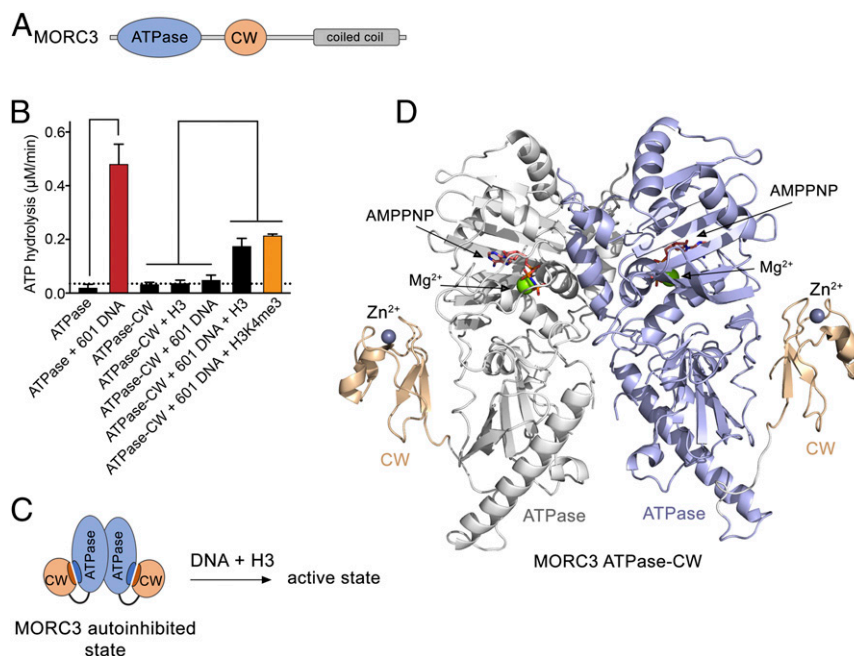 A
MORC3
ATPase
CW
coiled coil
B
ATP hydrolysis (µM/min)
0.6
0.4
0.2
0.0
ATPase
ATPase + 601 DNA
ATPase-CW
ATPase-CW + H3
ATPase-CW + 601 DNA
ATPase-CW + 601 DNA + H3
ATPase-CW + 601 DNA + H3K4me3
C
CW
ATPase
ATPase
CW
DNA + H3
active state
MORC3 autoinhibited
state
D
AMPPNP
AMPPNP
Mg2+
Mg2+
Zn2+
Zn2+
CW
CW
ATPase
ATPase
MORC3 ATPase-CW